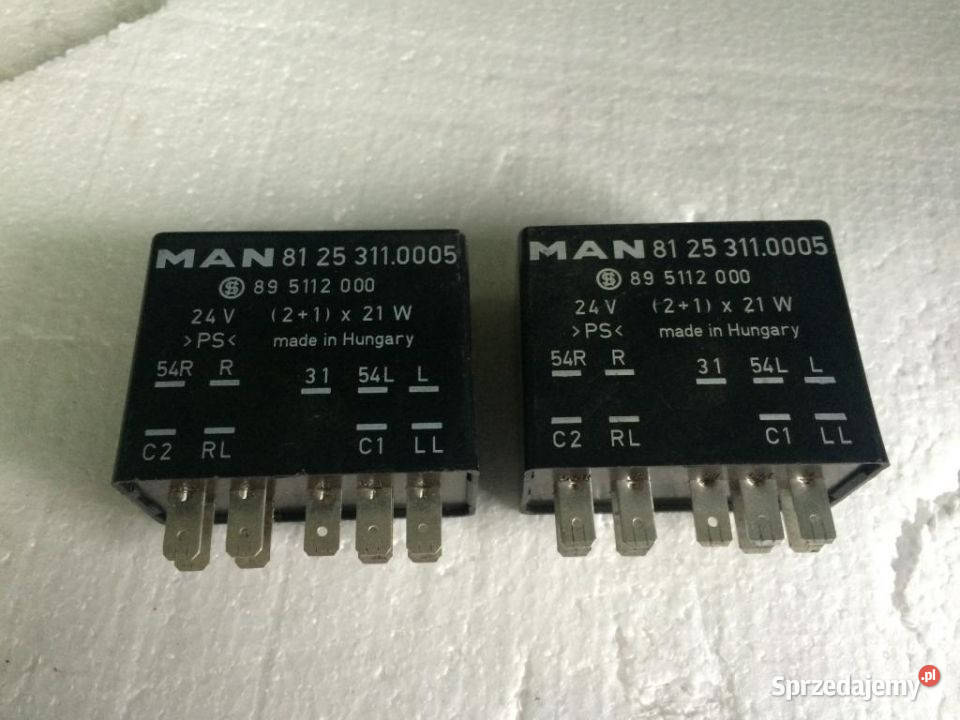 MAN 81 25 311.0005
89 5112 000
24V (2+1) x 21 W
>PS< made in Hungary
54R R 31 54L L
C2 RL C1 LL
MAN 81 25 311.0005
89 5112 000
24V (2+1) x 21 W
>PS< made in Hungary
54R R 31 54L L
C2 RL C1 LL
Sprzedajemy.pl